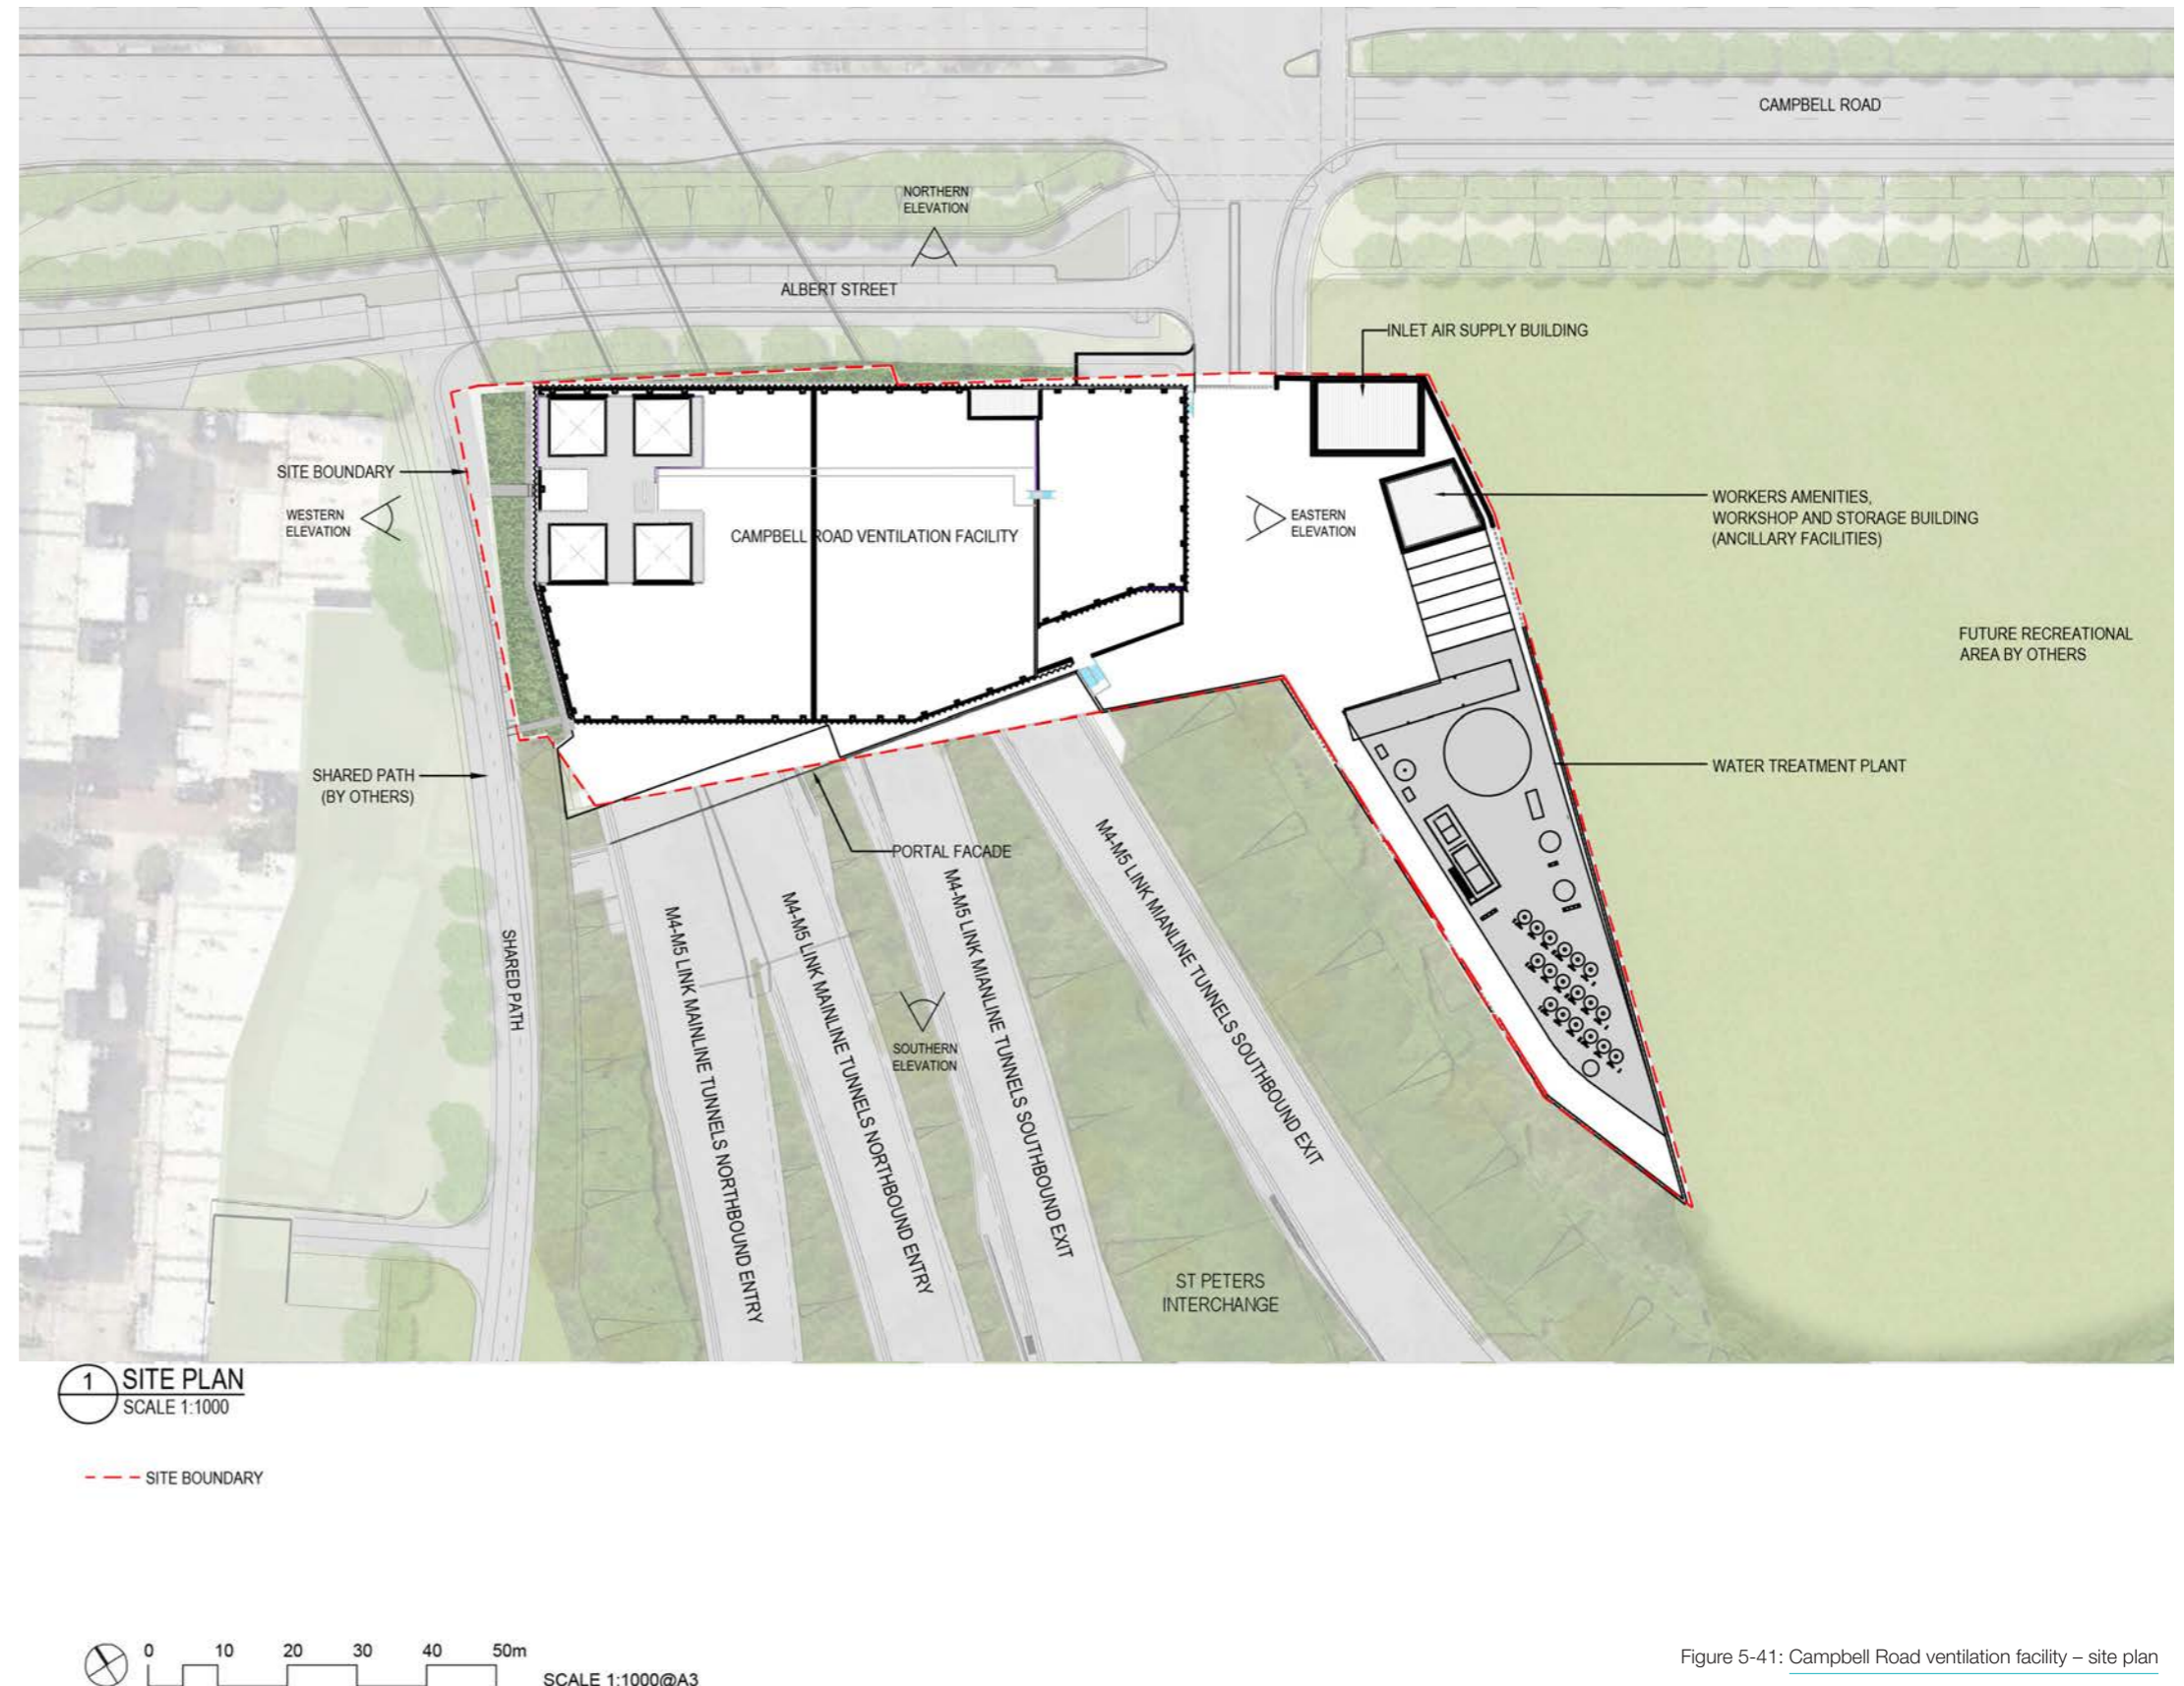 CAMPBELL ROAD
NORTHERN
ELEVATION
ALBERT STREET
INLET AIR SUPPLY BUILDING
SITE BOUNDARY
WESTERN
ELEVATION
CAMPBELL ROAD VENTILATION FACILITY
EASTERN
ELEVATION
WORKERS AMENITIES,
WORKSHOP AND STORAGE BUILDING
(ANCILLARY FACILITIES)
FUTURE RECREATIONAL
AREA BY OTHERS
SHARED PATH
(BY OTHERS)
WATER TREATMENT PLANT
PORTAL FACADE
SHARED PATH
M4-M5 LINK MAINLINE TUNNELS NORTHBOUND ENTRY
M4-M5 LINK MAINLINE TUNNELS NORTHBOUND ENTRY
M4-M5 LINK MIANLINE TUNNELS SOUTHBOUND EXIT
M4-M5 LINK MIANLINE TUNNELS SOUTHBOUND EXIT
SOUTHERN
ELEVATION
ST PETERS
INTERCHANGE
1 SITE PLAN
SCALE 1:1000
SITE BOUNDARY
0 10 20 30 40 50m
SCALE 1:1000@A3
Figure 5-41: Campbell Road ventilation facility – site plan